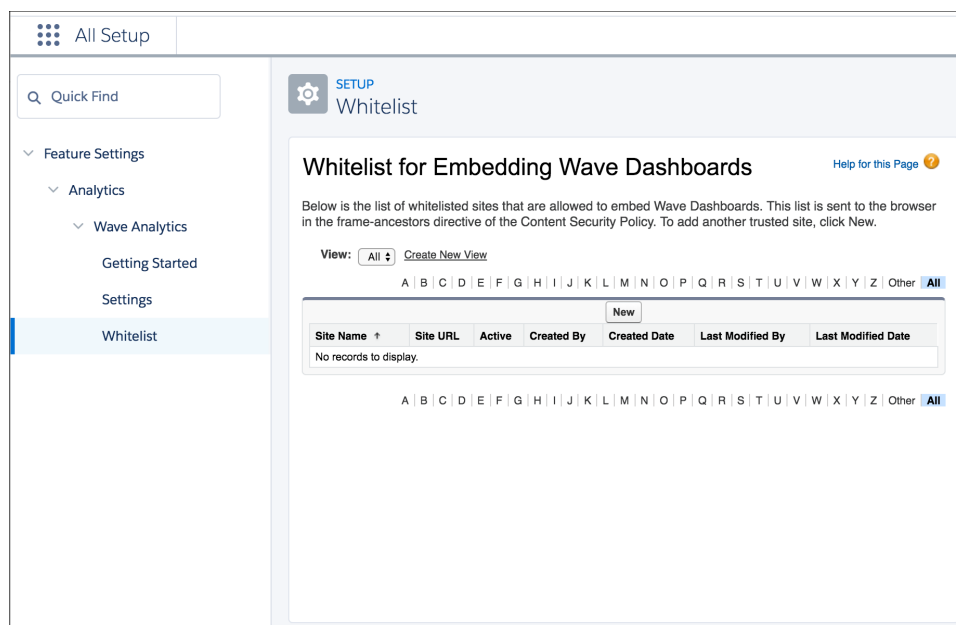 All Setup
Quick Find
Feature Settings
Analytics
Wave Analytics
Getting Started
Settings
Whitelist
SETUP
Whitelist
Whitelist for Embedding Wave Dashboards
Help for this Page ?
Below is the list of whitelisted sites that are allowed to embed Wave Dashboards. This list is sent to the browser
in the frame-ancestors directive of the Content Security Policy. To add another trusted site, click New.
View: All Create New View
A | B | C | D | E | F | G | H | I | J | K | L | M | N | O | P | Q | R | S | T | U | V | W | X | Y | Z | Other | All
New
Site Name ↑ Site URL Active Created By Created Date Last Modified By Last Modified Date
No records to display.
A | B | C | D | E | F | G | H | I | J | K | L | M | N | O | P | Q | R | S | T | U | V | W | X | Y | Z | Other | All